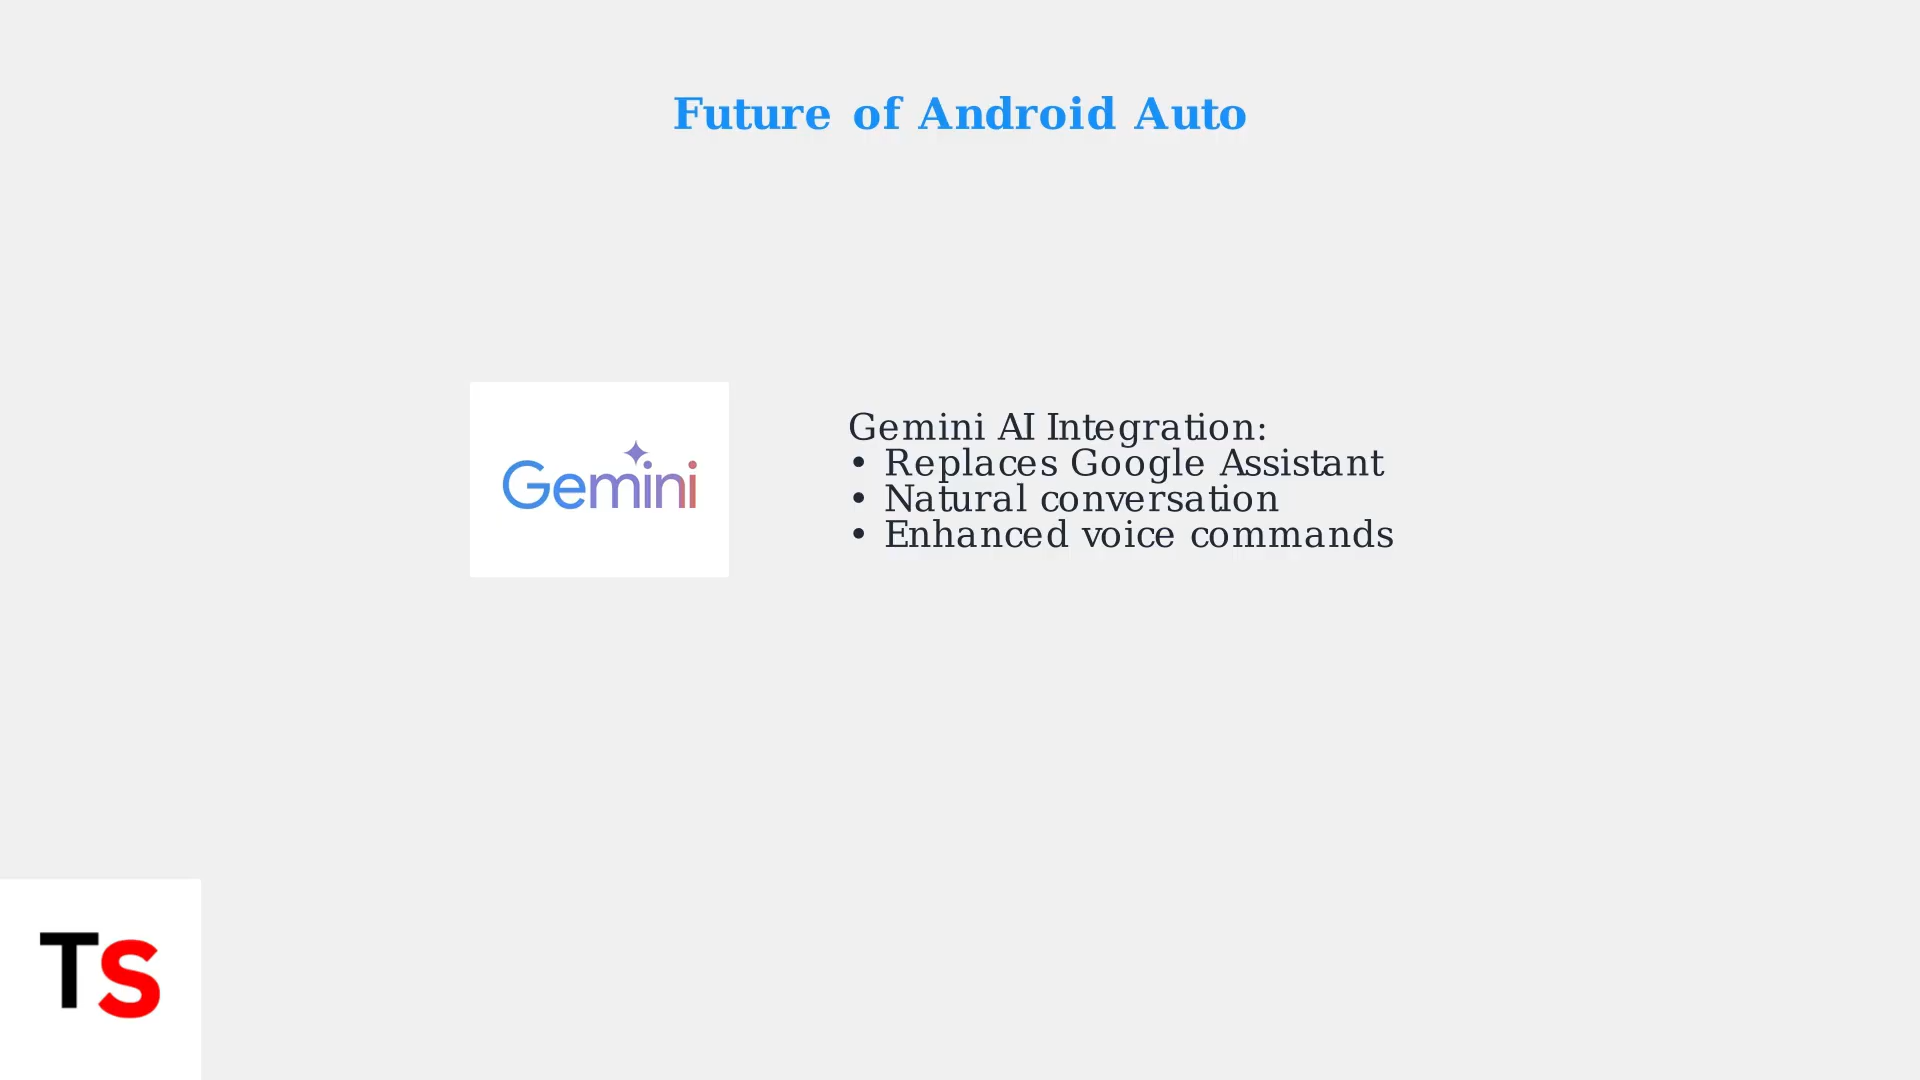 Future of Android Auto
Gemini
Gemini AI Integration:
• Replaces Google Assistant
• Natural conversation
• Enhanced voice commands
TS